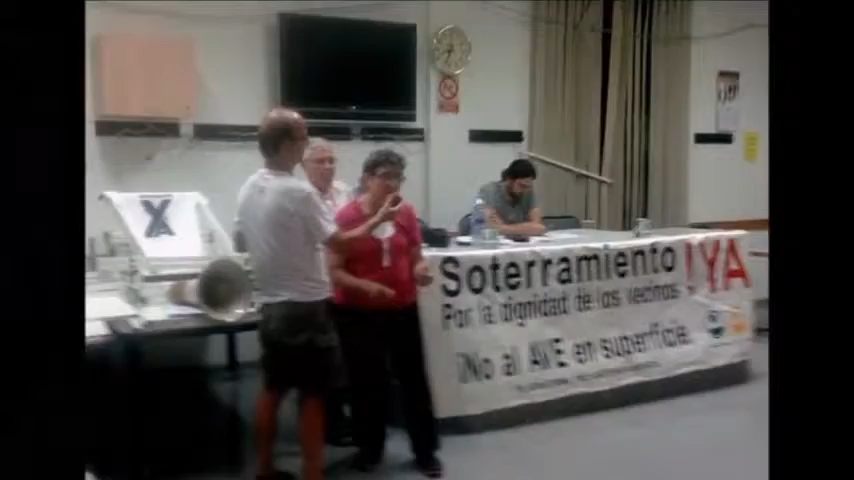 Soterramiento ¡YA
Por la dignidad de los vecinos
¡No al AVE en superficie.